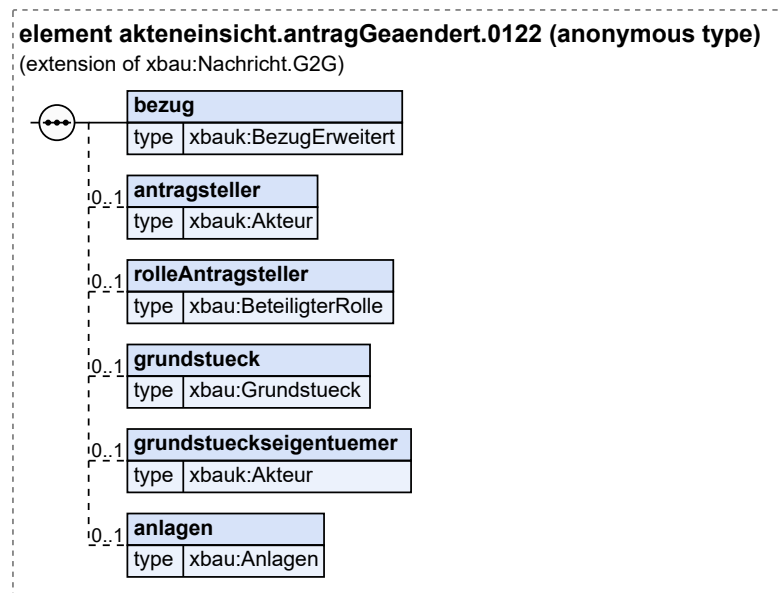 element akteneinsicht.antragGeaendert.0122 (anonymous type)
(extension of xbau:Nachricht.G2G)
bezug
type xbauk:BezugErweitert
0..1 antragsteller
type xbauk:Akteur
0..1 rolleAntragsteller
type xbau:BeteiligterRolle
0..1 grundstueck
type xbau:Grundstueck
0..1 grundstueckseigentuemer
type xbauk:Akteur
0..1 anlagen
type xbau:Anlagen